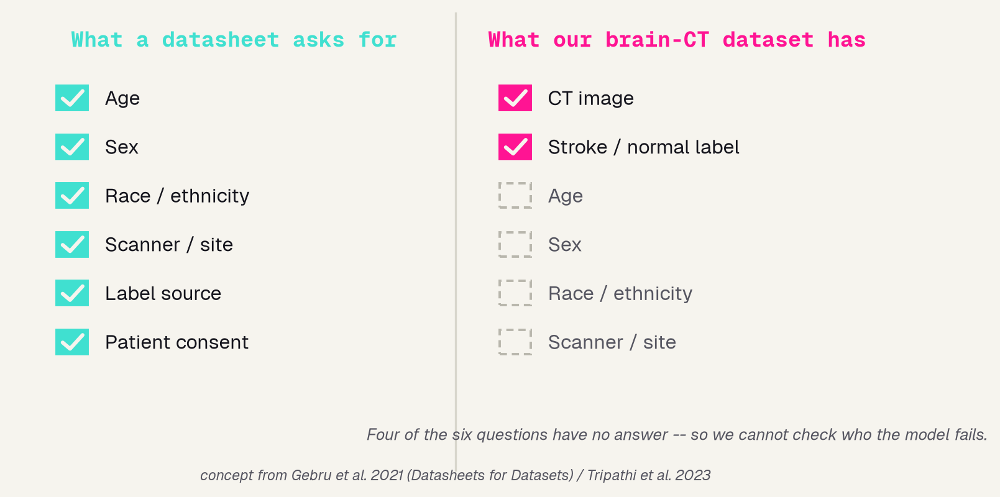 What a datasheet asks for
Age
Sex
Race / ethnicity
Scanner / site
Label source
Patient consent
What our brain-CT dataset has
CT image
Stroke / normal label
Age
Sex
Race / ethnicity
Scanner / site
Four of the six questions have no answer -- so we cannot check who the model fails.
concept from Gebru et al. 2021 (Datasheets for Datasets) / Tripathi et al. 2023